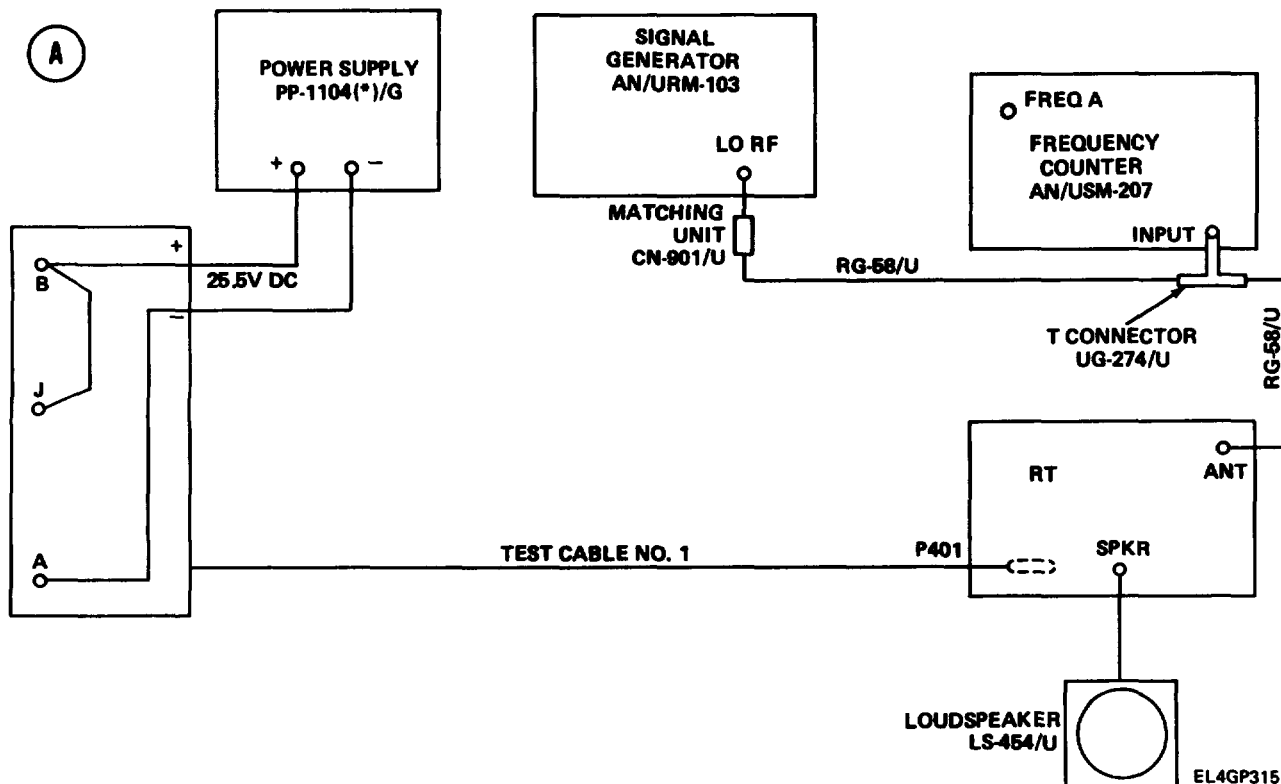 A
POWER SUPPLY
PP-1104(*)/G
+
−
SIGNAL
GENERATOR
AN/URM-103
LO RF
FREQ A
FREQUENCY
COUNTER
AN/USM-207
INPUT
MATCHING
UNIT
CN-901/U
RG-58/U
T CONNECTOR
UG-274/U
RG-58/U
+
B
25.5V DC
−
J
A
TEST CABLE NO. 1
P401
RT
ANT
SPKR
LOUDSPEAKER
LS-454/U
EL4GP315